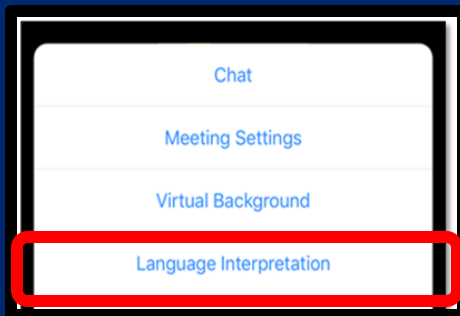 Chat
Meeting Settings
Virtual Background
Language Interpretation